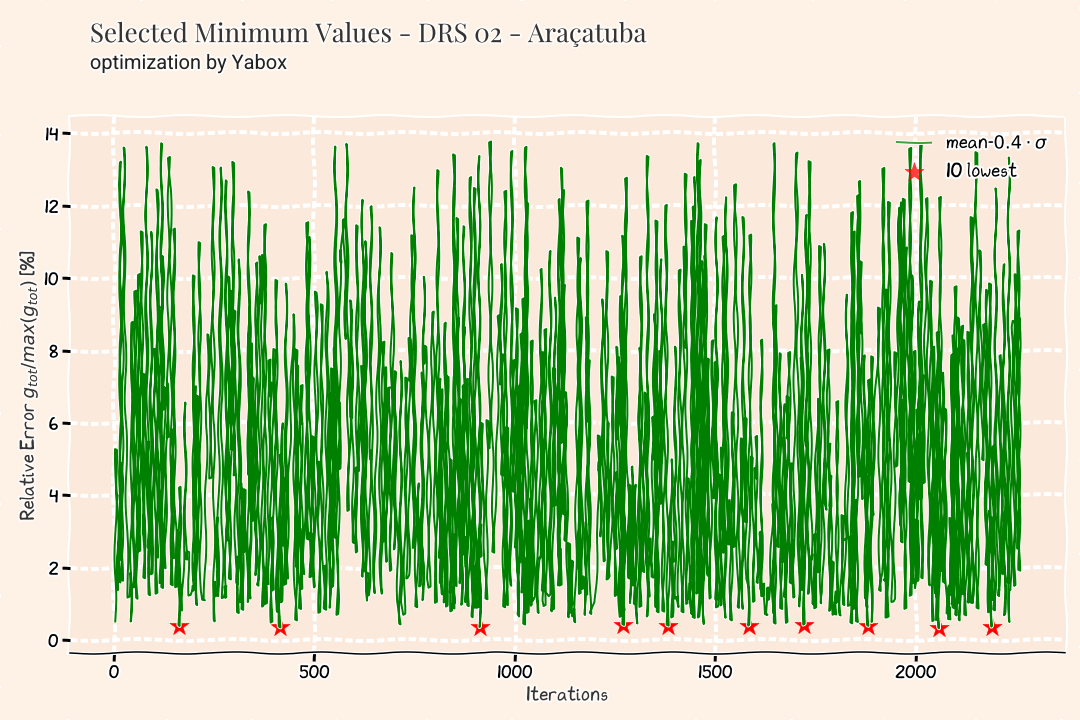 Selected Minimum Values - DRS 02 - Araçatuba
optimization by Yabox
14
12
10
8
6
4
2
0
Relative Error g_tot/max(g_tot) [%]
mean-0.4 · σ
10 lowest
0 500 1000 1500 2000
Iterations